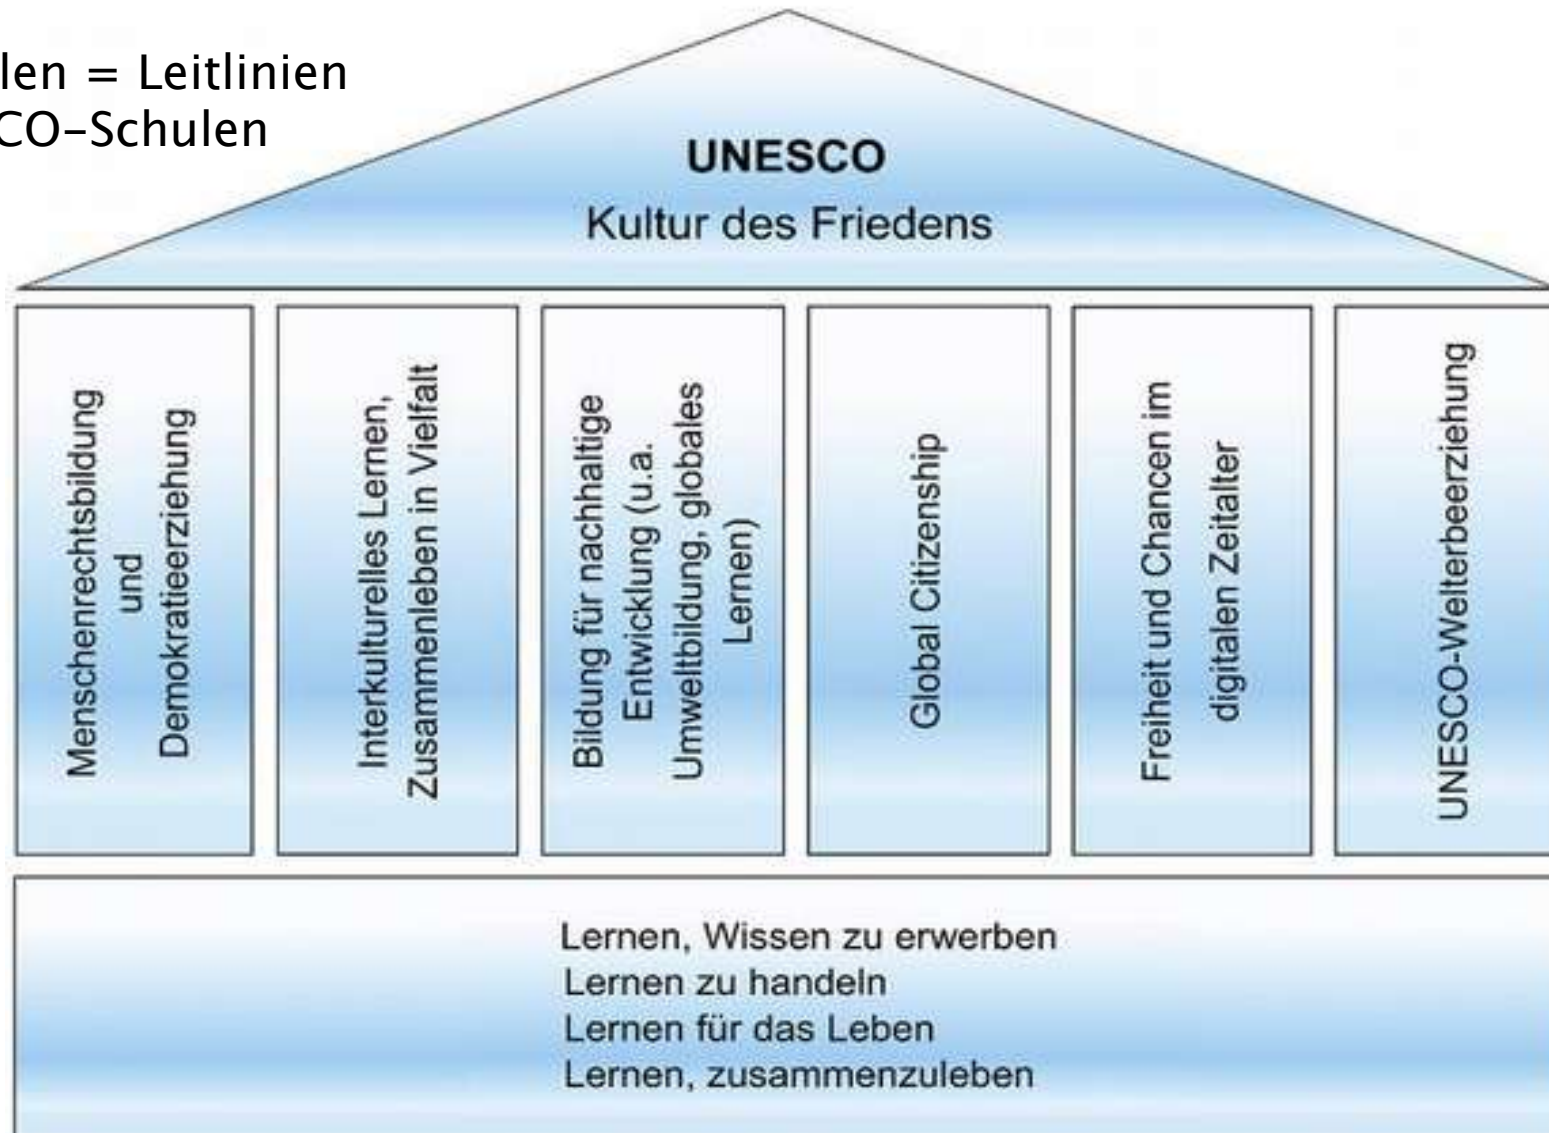 len = Leitlinien
CO-Schulen
UNESCO
Kultur des Friedens
Menschenrechtsbildung
und
Demokratieerziehung
Interkulturelles Lernen,
Zusammenleben in Vielfalt
Bildung für nachhaltige
Entwicklung (u.a.
Umweltbildung, globales
Lernen)
Global Citizenship
Freiheit und Chancen im
digitalen Zeitalter
UNESCO-Welterbeerziehung
Lernen, Wissen zu erwerben
Lernen zu handeln
Lernen für das Leben
Lernen, zusammenzuleben